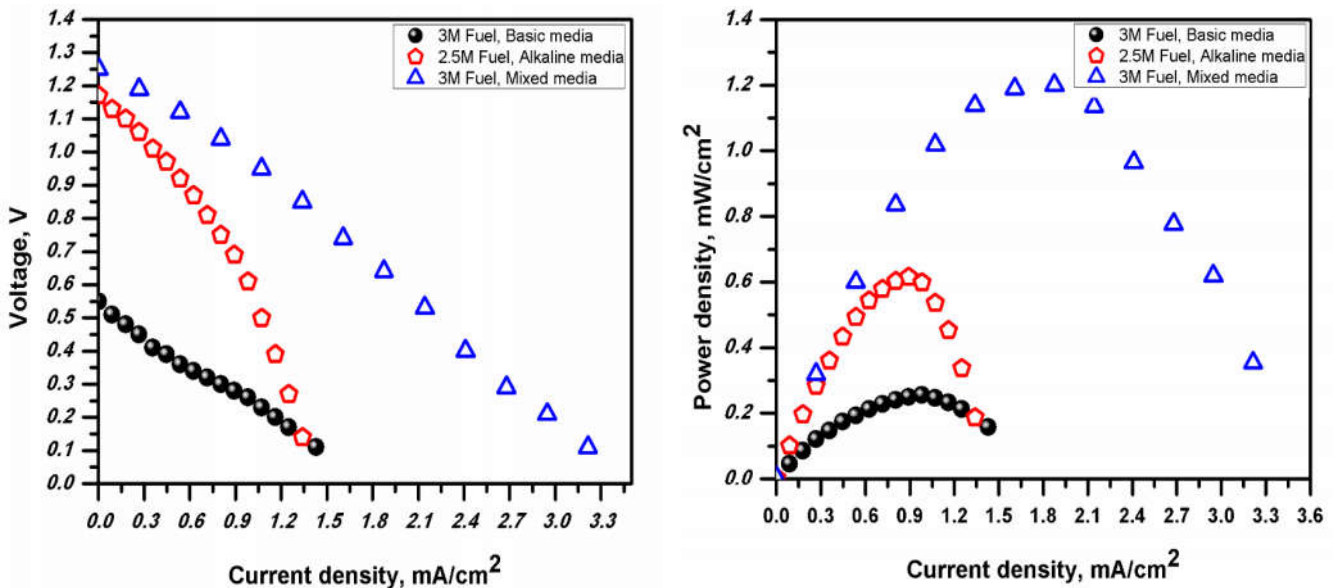 1.4
1.3
1.2
1.1
1.0
0.9
0.8
0.7
0.6
0.5
0.4
0.3
0.2
0.1
0.0
Voltage, V
3M Fuel, Basic media
2.5M Fuel, Alkaline media
3M Fuel, Mixed media
0.0 0.3 0.6 0.9 1.2 1.5 1.8 2.1 2.4 2.7 3.0 3.3
Current density, mA/cm2
1.4
1.2
1.0
0.8
0.6
0.4
0.2
0.0
Power density, mW/cm2
3M Fuel, Basic media
2.5M Fuel, Alkaline media
3M Fuel, Mixed media
0.0 0.3 0.6 0.9 1.2 1.5 1.8 2.1 2.4 2.7 3.0 3.3 3.6
Current density, mA/cm2